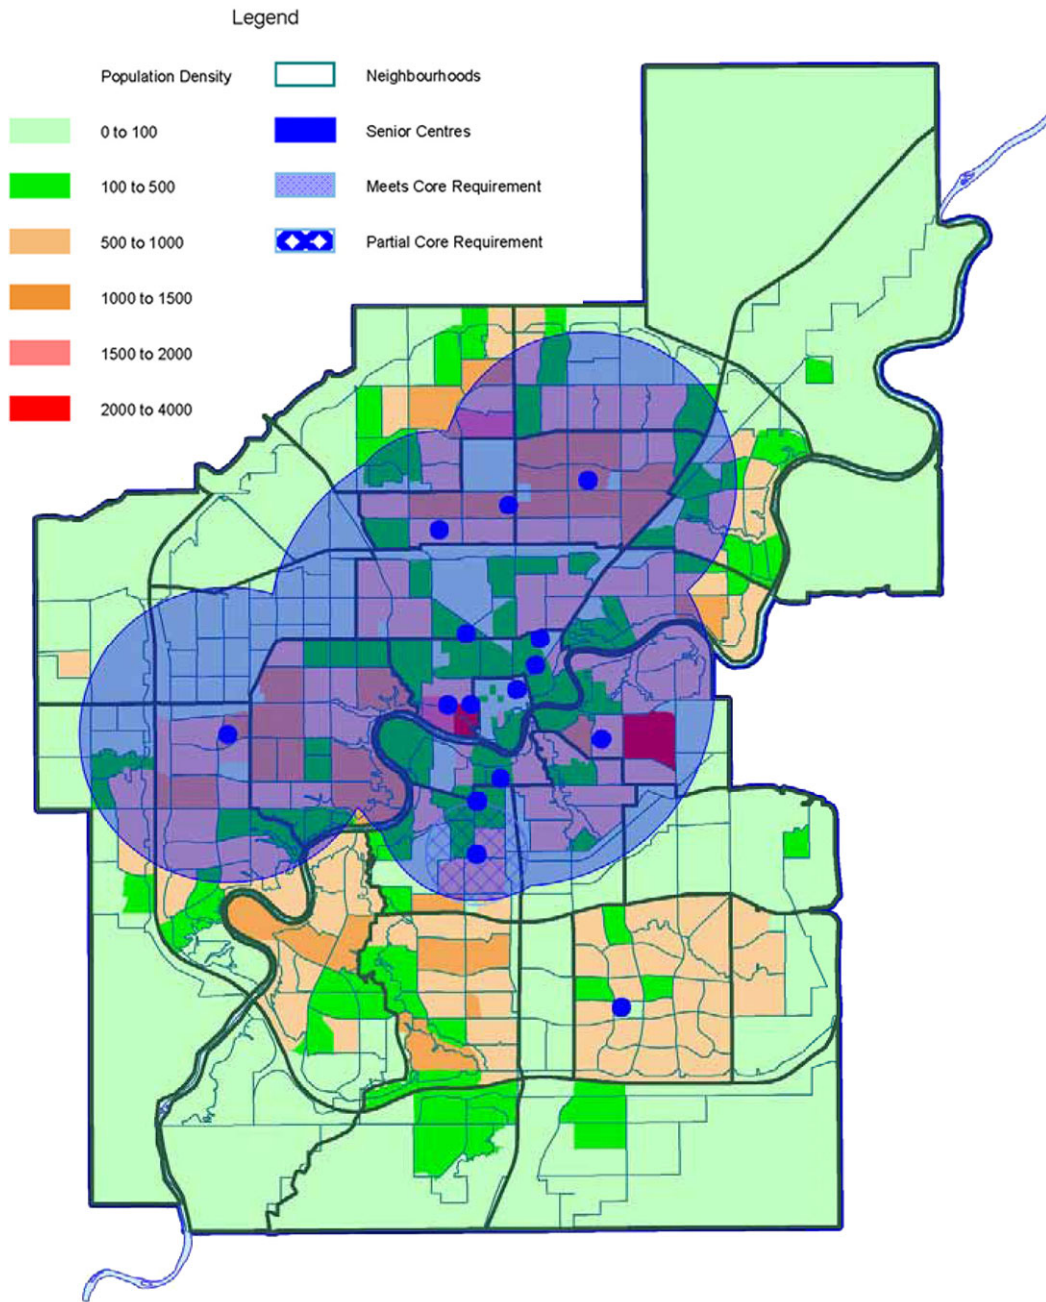 Legend
Population Density
Neighbourhoods
0 to 100
Senior Centres
100 to 500
Meets Core Requirement
500 to 1000
Partial Core Requirement
1000 to 1500
1500 to 2000
2000 to 4000